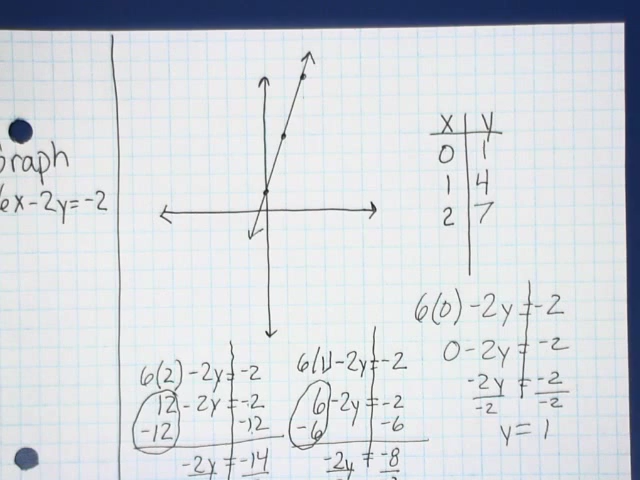 Graph
6x-2y=-2
x y
0 1
1 4
2 7
6(0)-2y=-2
0-2y=-2
-2y=-2
-2 -2
y=1
6(2)-2y=-2
12-2y=-2
-12 -12
-2y=-14
6(1)-2y=-2
6-2y=-2
-6 -6
-2y=-8